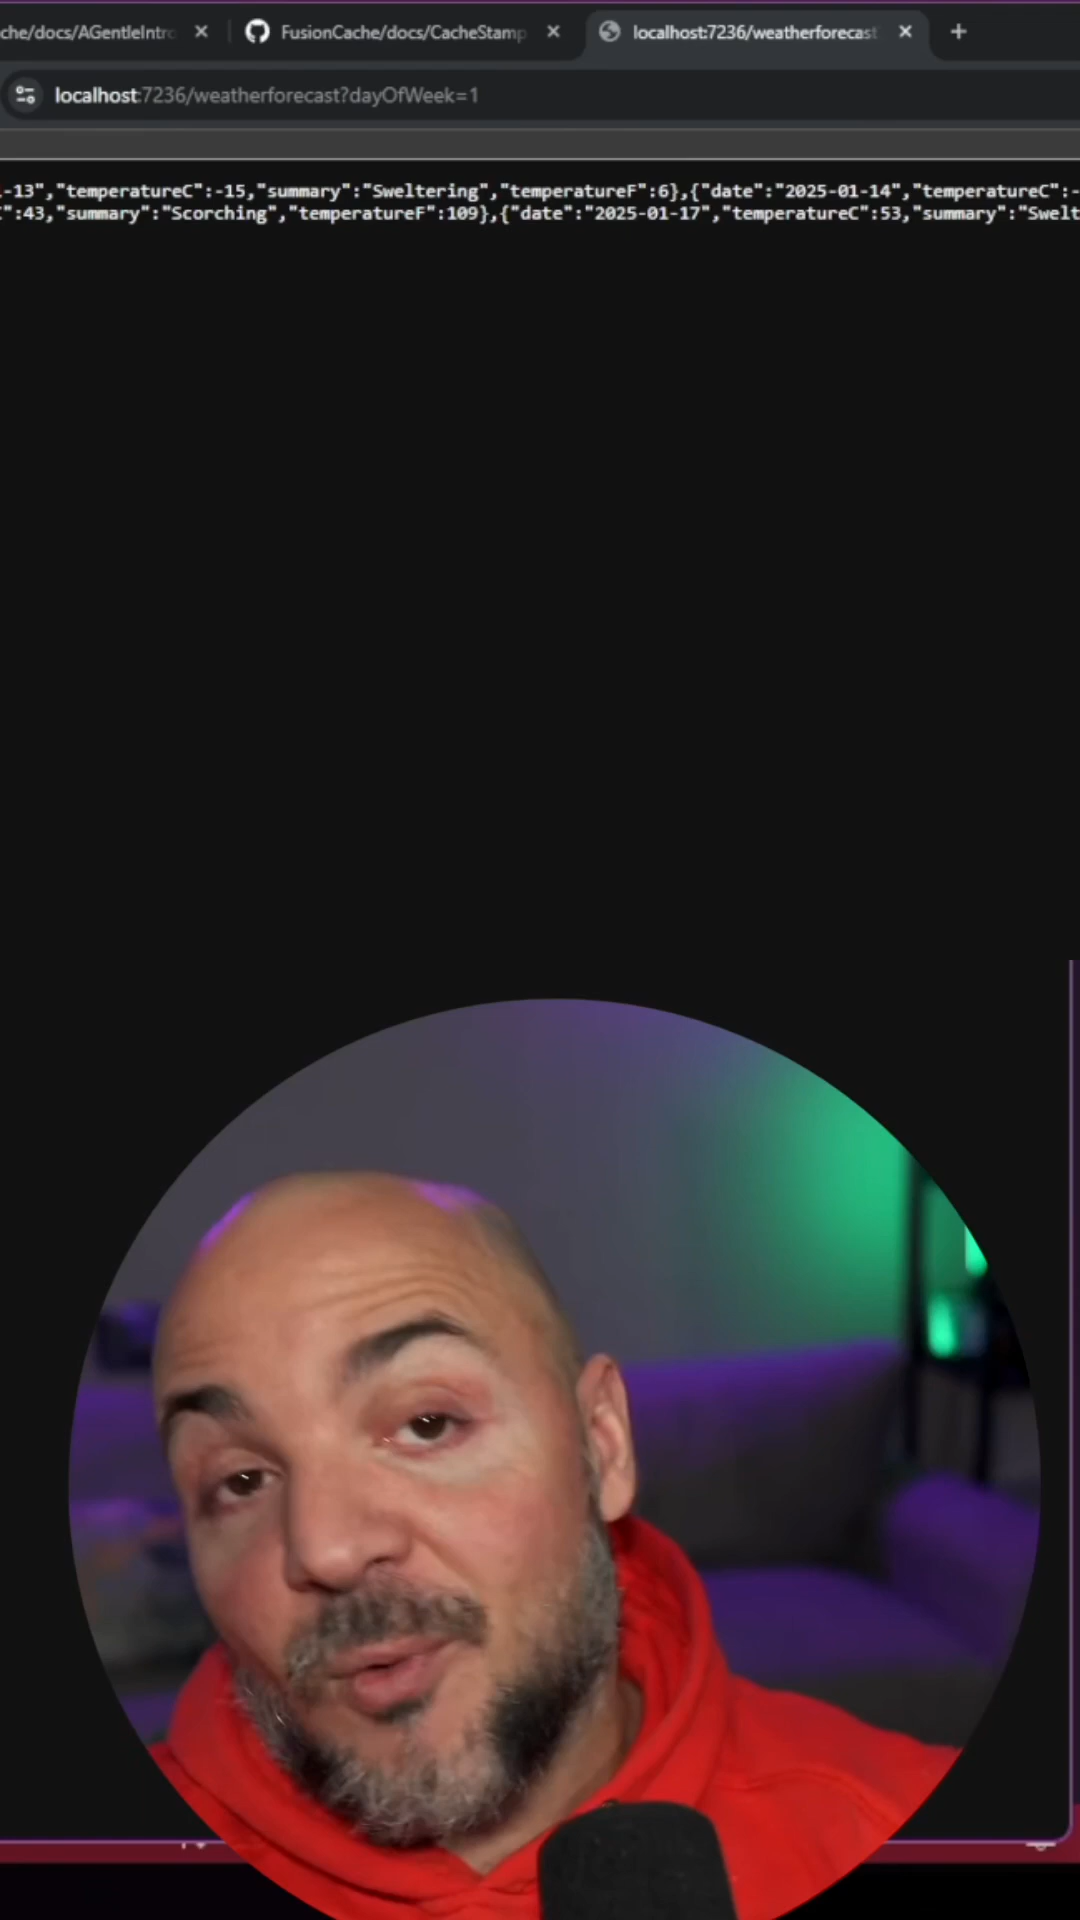 che/docs/AGentleIntro
FusionCache/docs/CacheStamp
localhost:7236/weatherforecast
localhost:7236/weatherforecast?dayOfWeek=1
-13","temperatureC":-15,"summary":"Sweltering","temperatureF":6},{"date":"2025-01-14","temperatureC":-
":43,"summary":"Scorching","temperatureF":109},{"date":"2025-01-17","temperatureC":53,"summary":"Swelt